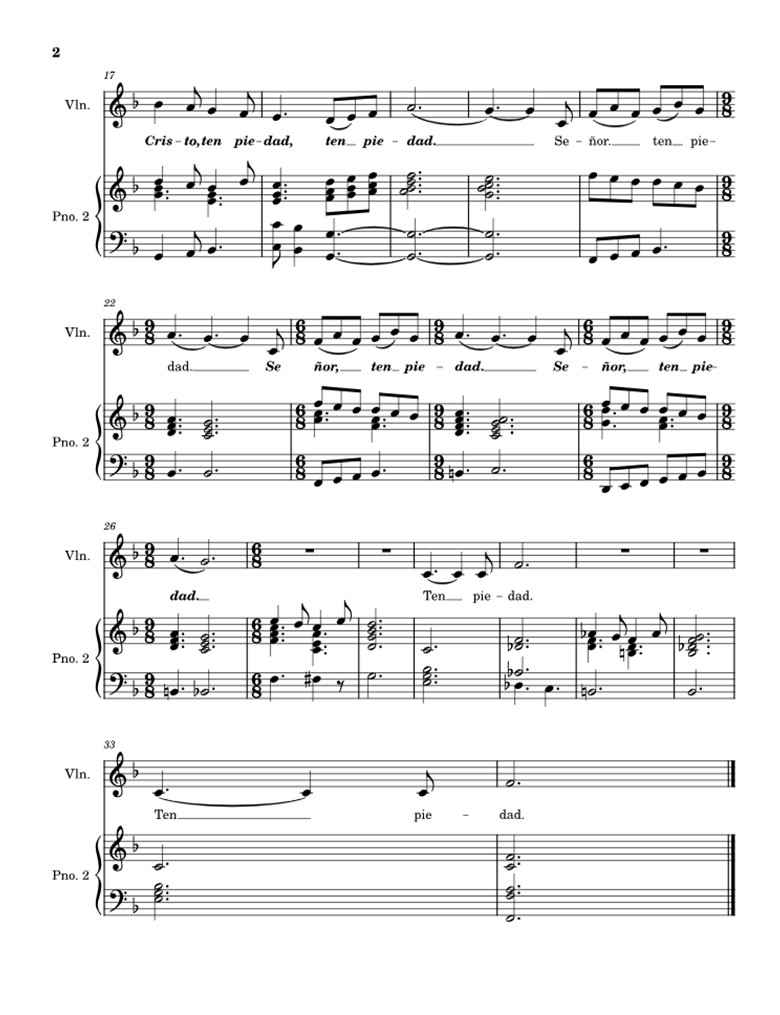 2
17
Vln.
Cris – to, ten pie – dad, ten pie – dad. Se – ñor. ten pie –
Pno. 2
22
Vln.
dad. Se – ñor, ten pie – dad. Se – ñor, ten pie –
Pno. 2
26
Vln.
dad. Ten pie – dad.
Pno. 2
33
Vln.
Ten pie – dad.
Pno. 2